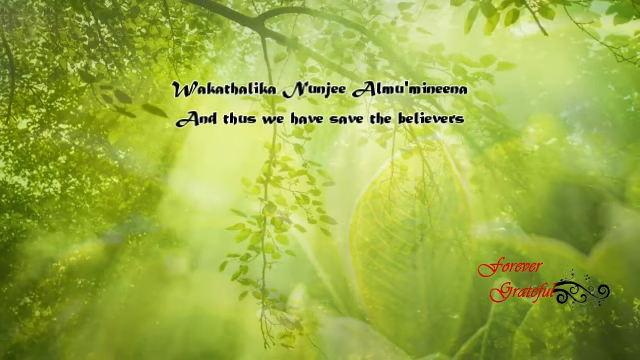 Wakathalika Nunjee Almu'mineena
And thus we have save the believers
Forever
Grateful